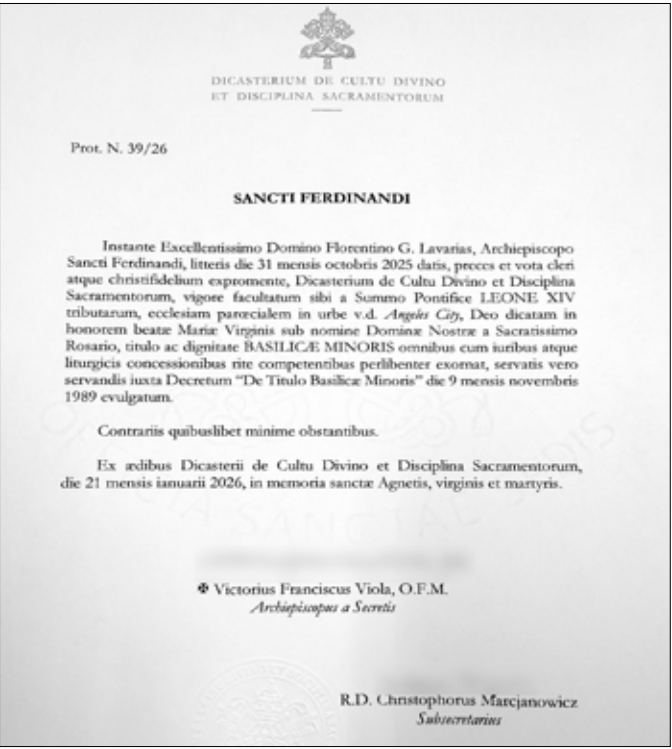 DICASTERIUM DE CULTU DIVINO
ET DISCIPLINA SACRAMENTORUM
Prot. N. 39/26
SANCTI FERDINANDI
Instante Excellentissimo Domino Florentino G. Lavarias, Archiepiscopo
Sancti Ferdinandi, litteris die 31 mensis octobris 2025 datis, preces et vota cleri
atque christifidelium expromente, Dicasterium de Cultu Divino et Disciplina
Sacramentorum, vigore facultatum sibi a Summo Pontifice LEONE XIV
tributarum, ecclesiam parœcialem in urbe v.d. Angeles City, Deo dicatam in
honorem beatæ Mariæ Virginis sub nomine Dominæ Nostræ a Sacratissimo
Rosario, titulo ac dignitate BASILICÆ MINORIS omnibus cum iuribus atque
liturgicis concessionibus rite competentibus perlibenter exornat, servatis vero
servandis iuxta Decretum “De Titulo Basilicæ Minoris” die 9 mensis novembris
1989 evulgatum.
Contrariis quibuslibet minime obstantibus.
Ex ædibus Dicasterii de Cultu Divino et Disciplina Sacramentorum,
die 21 mensis ianuarii 2026, in memoria sanctæ Agnetis, virginis et martyris.
✠ Victorius Franciscus Viola, O.F.M.
Archiepiscopus a Secretis
R.D. Christophorus Marcjanowicz
Subsecretarius